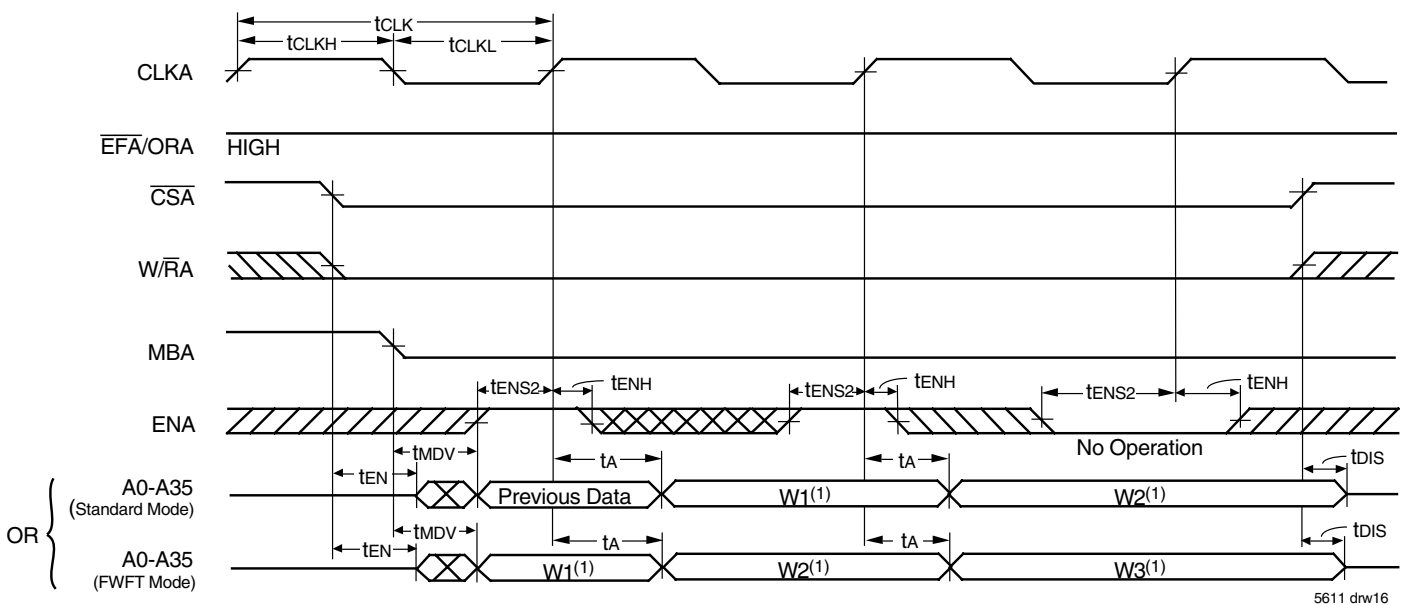 tCLK
tCLKH tCLKL
CLKA
EFA/ORA HIGH
CSA
W/RA
MBA
tENS2 tENH tENS2 tENH tENS2 tENH
ENA
No Operation
tMDV tA tA
tEN tDIS
A0-A35 Previous Data W1(1) W2(1)
(Standard Mode)
OR
tMDV tA tA
tEN tDIS
A0-A35 W1(1) W2(1) W3(1)
(FWFT Mode)
5611 drw16